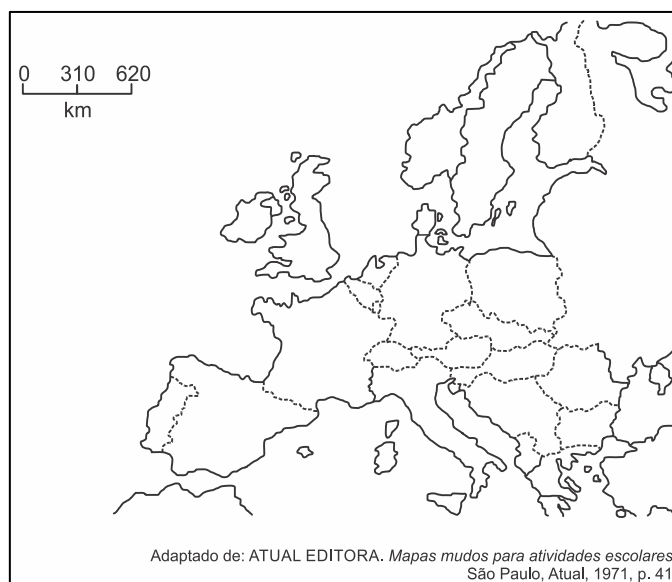 0 310 620
km
Adaptado de: ATUAL EDITORA. Mapas mudos para atividades escolares
São Paulo, Atual, 1971, p. 41